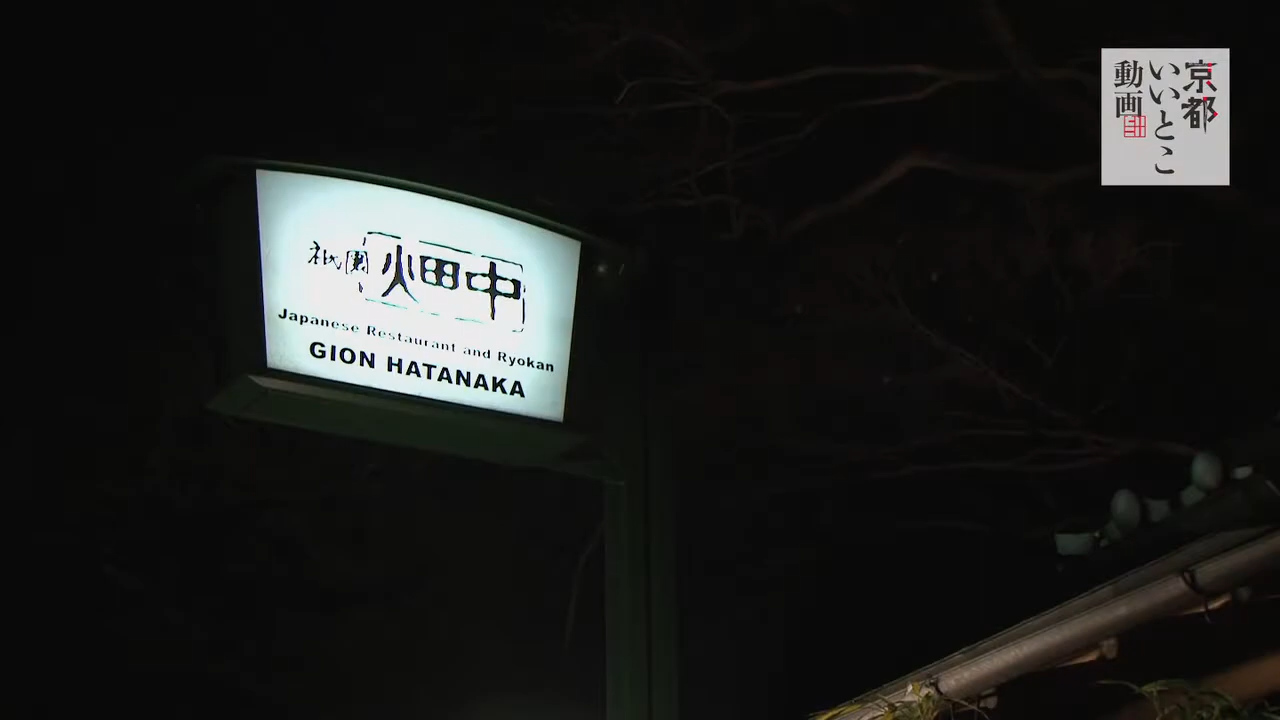 祇園 畑中
Japanese Restaurant and Ryokan
GION HATANAKA
京都
いいとこ
動画